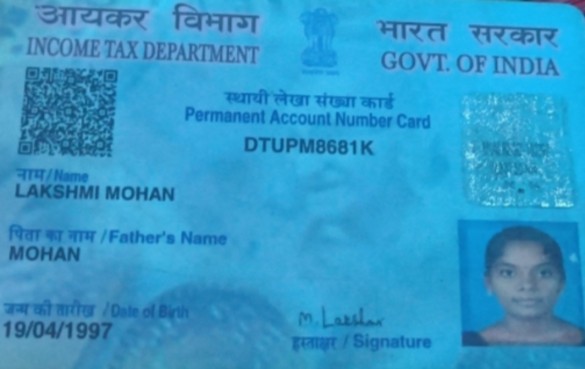 आयकर विभाग
INCOME TAX DEPARTMENT
भारत सरकार
GOVT. OF INDIA
स्थायी लेखा संख्या कार्ड
Permanent Account Number Card
DTUPM8681K
नाम/Name
LAKSHMI MOHAN
पिता का नाम/Father's Name
MOHAN
जन्म की तारीख /Date of Birth
19/04/1997
M. Lakshmi
हस्ताक्षर / Signature